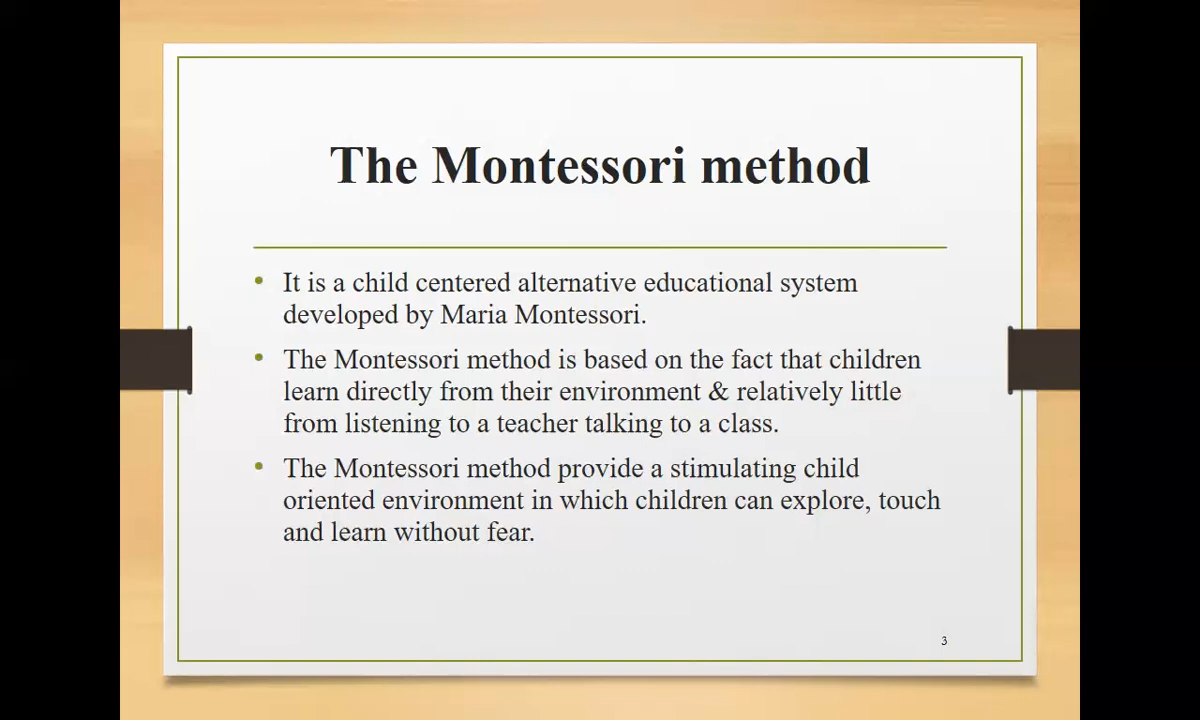 The Montessori method
• It is a child centered alternative educational system
developed by Maria Montessori.
• The Montessori method is based on the fact that children
learn directly from their environment & relatively little
from listening to a teacher talking to a class.
• The Montessori method provide a stimulating child
oriented environment in which children can explore, touch
and learn without fear.
3